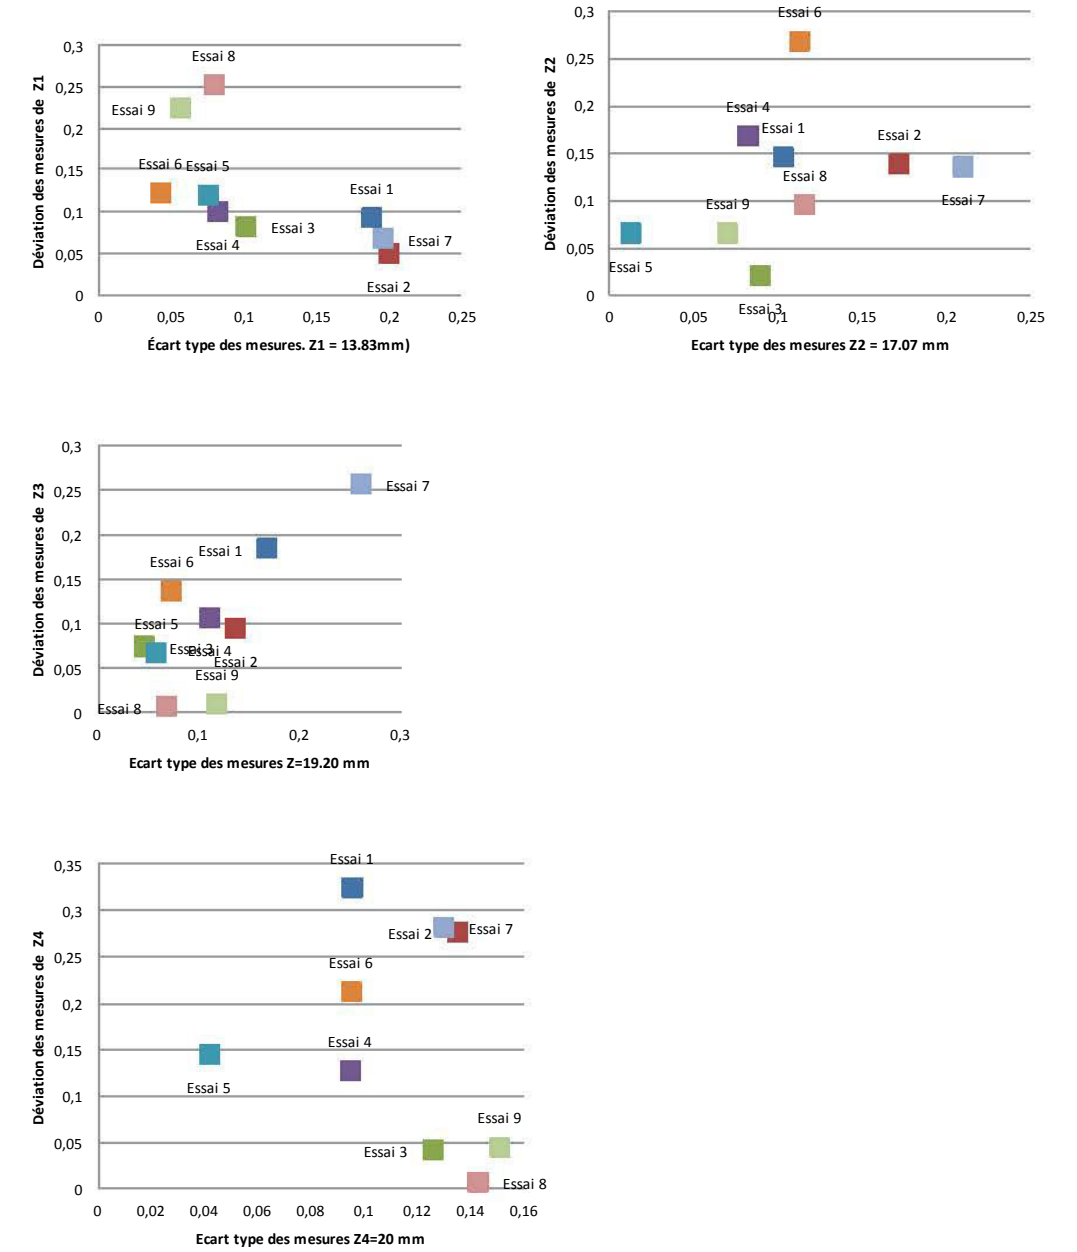 Déviation des mesures de Z1
0,3
0,25
0,2
0,15
0,1
0,05
0
Essai 8
Essai 9
Essai 6
Essai 5
Essai 1
Essai 3
Essai 4
Essai 7
Essai 2
0
0,05
0,1
0,15
0,2
0,25
Écart type des mesures. Z1 = 13.83mm)
Déviation des mesures de Z2
0,3
0,25
0,2
0,15
0,1
0,05
0
Essai 6
Essai 4
Essai 1
Essai 2
Essai 8
Essai 7
Essai 9
Essai 5
Essai 3
0
0,05
0,1
0,15
0,2
0,25
Ecart type des mesures Z2 = 17.07 mm
Déviation des mesures de Z3
0,3
0,25
0,2
0,15
0,1
0,05
0
Essai 7
Essai 1
Essai 6
Essai 5
Essai 3
Essai 4
Essai 2
Essai 9
Essai 8
0
0,1
0,2
0,3
Ecart type des mesures Z=19.20 mm
Déviation des mesures de Z4
0,35
0,3
0,25
0,2
0,15
0,1
0,05
0
Essai 1
Essai 2
Essai 7
Essai 6
Essai 4
Essai 5
Essai 9
Essai 3
Essai 8
0
0,02
0,04
0,06
0,08
0,1
0,12
0,14
0,16
Ecart type des mesures Z4=20 mm